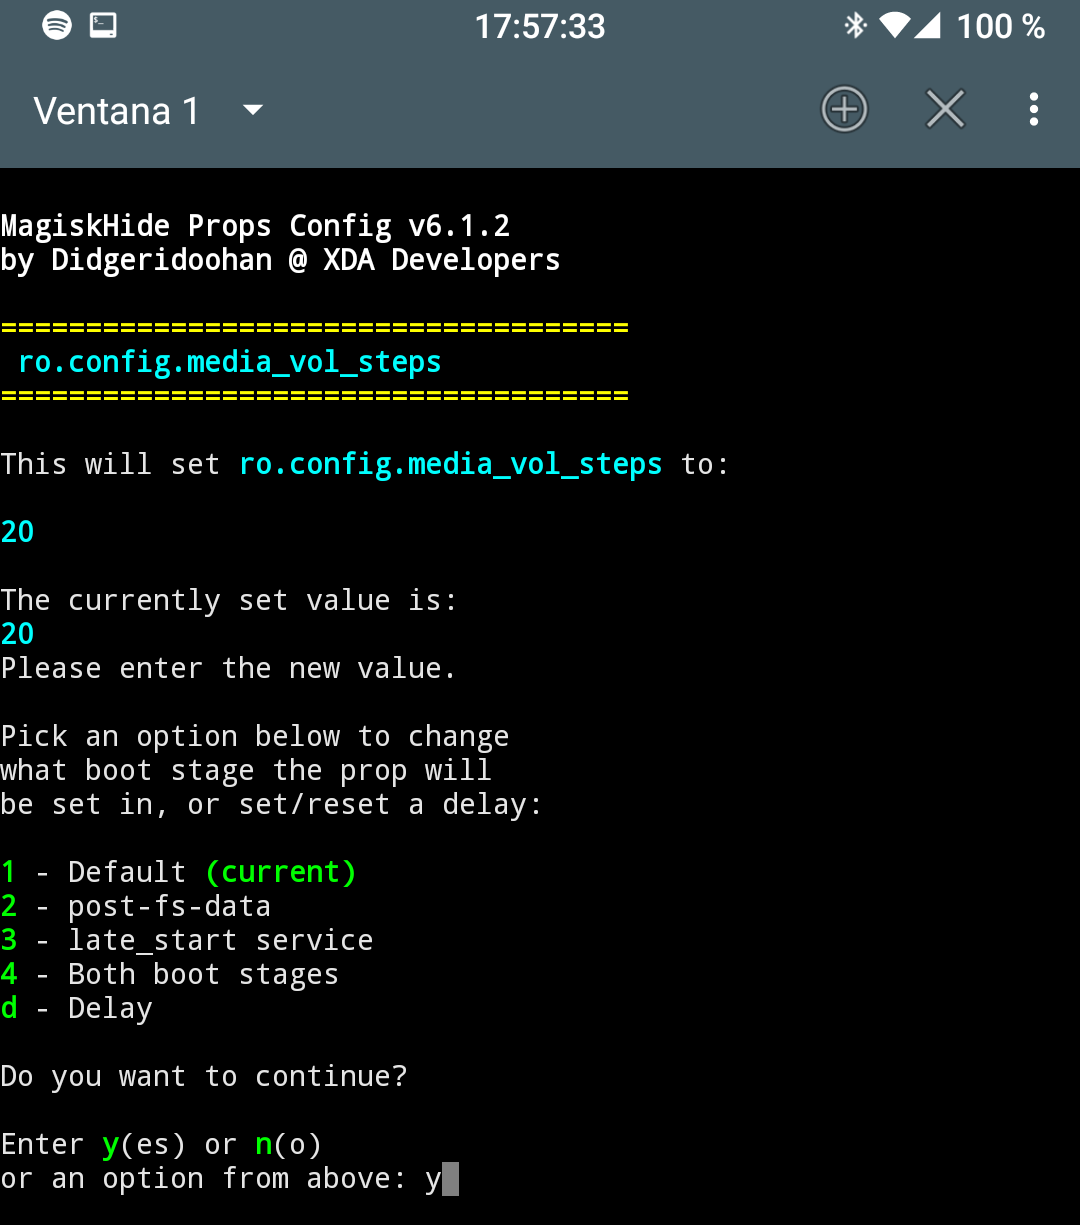 17:57:33 100 %
Ventana 1
MagiskHide Props Config v6.1.2
by Didgeridoohan @ XDA Developers
=====================================
ro.config.media_vol_steps
=====================================
This will set ro.config.media_vol_steps to:
20
The currently set value is:
20
Please enter the new value.
Pick an option below to change
what boot stage the prop will
be set in, or set/reset a delay:
1 - Default (current)
2 - post-fs-data
3 - late_start service
4 - Both boot stages
d - Delay
Do you want to continue?
Enter y(es) or n(o)
or an option from above: y